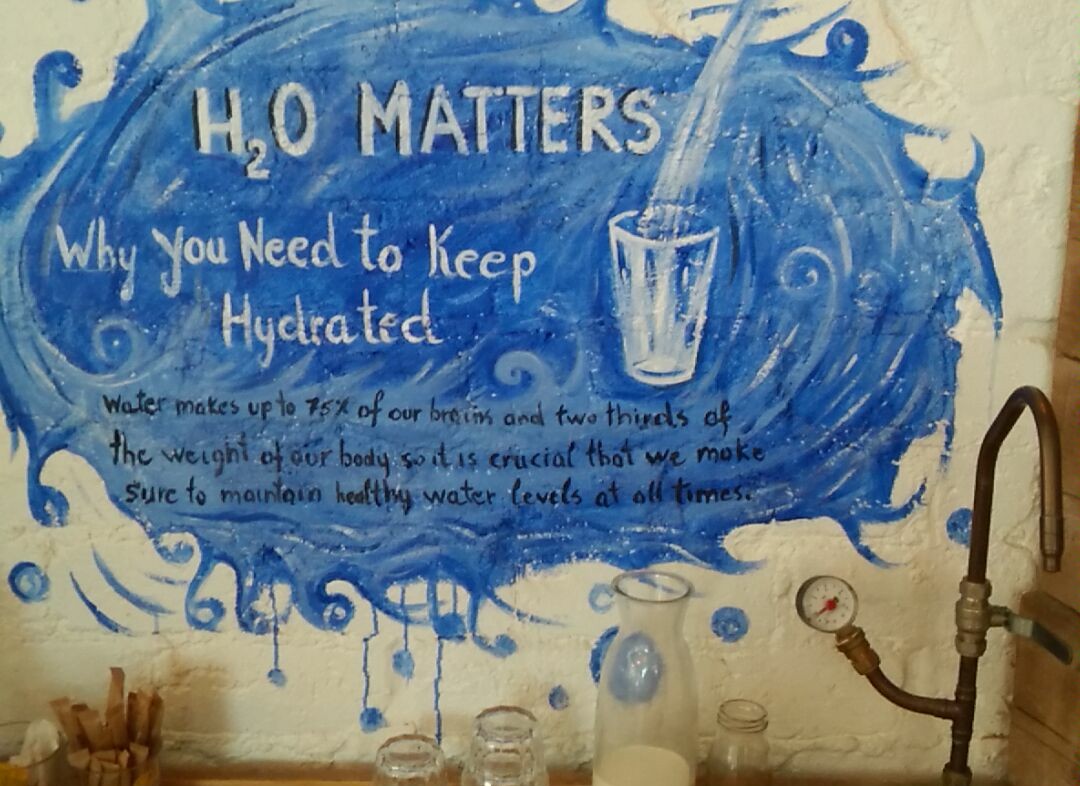 H₂O MATTERS
Why you Need to Keep
Hydrated
Water makes up to 75% of our brains and two thirds of
the weight of our body so it is crucial that we make
sure to maintain healthy water levels at all times.